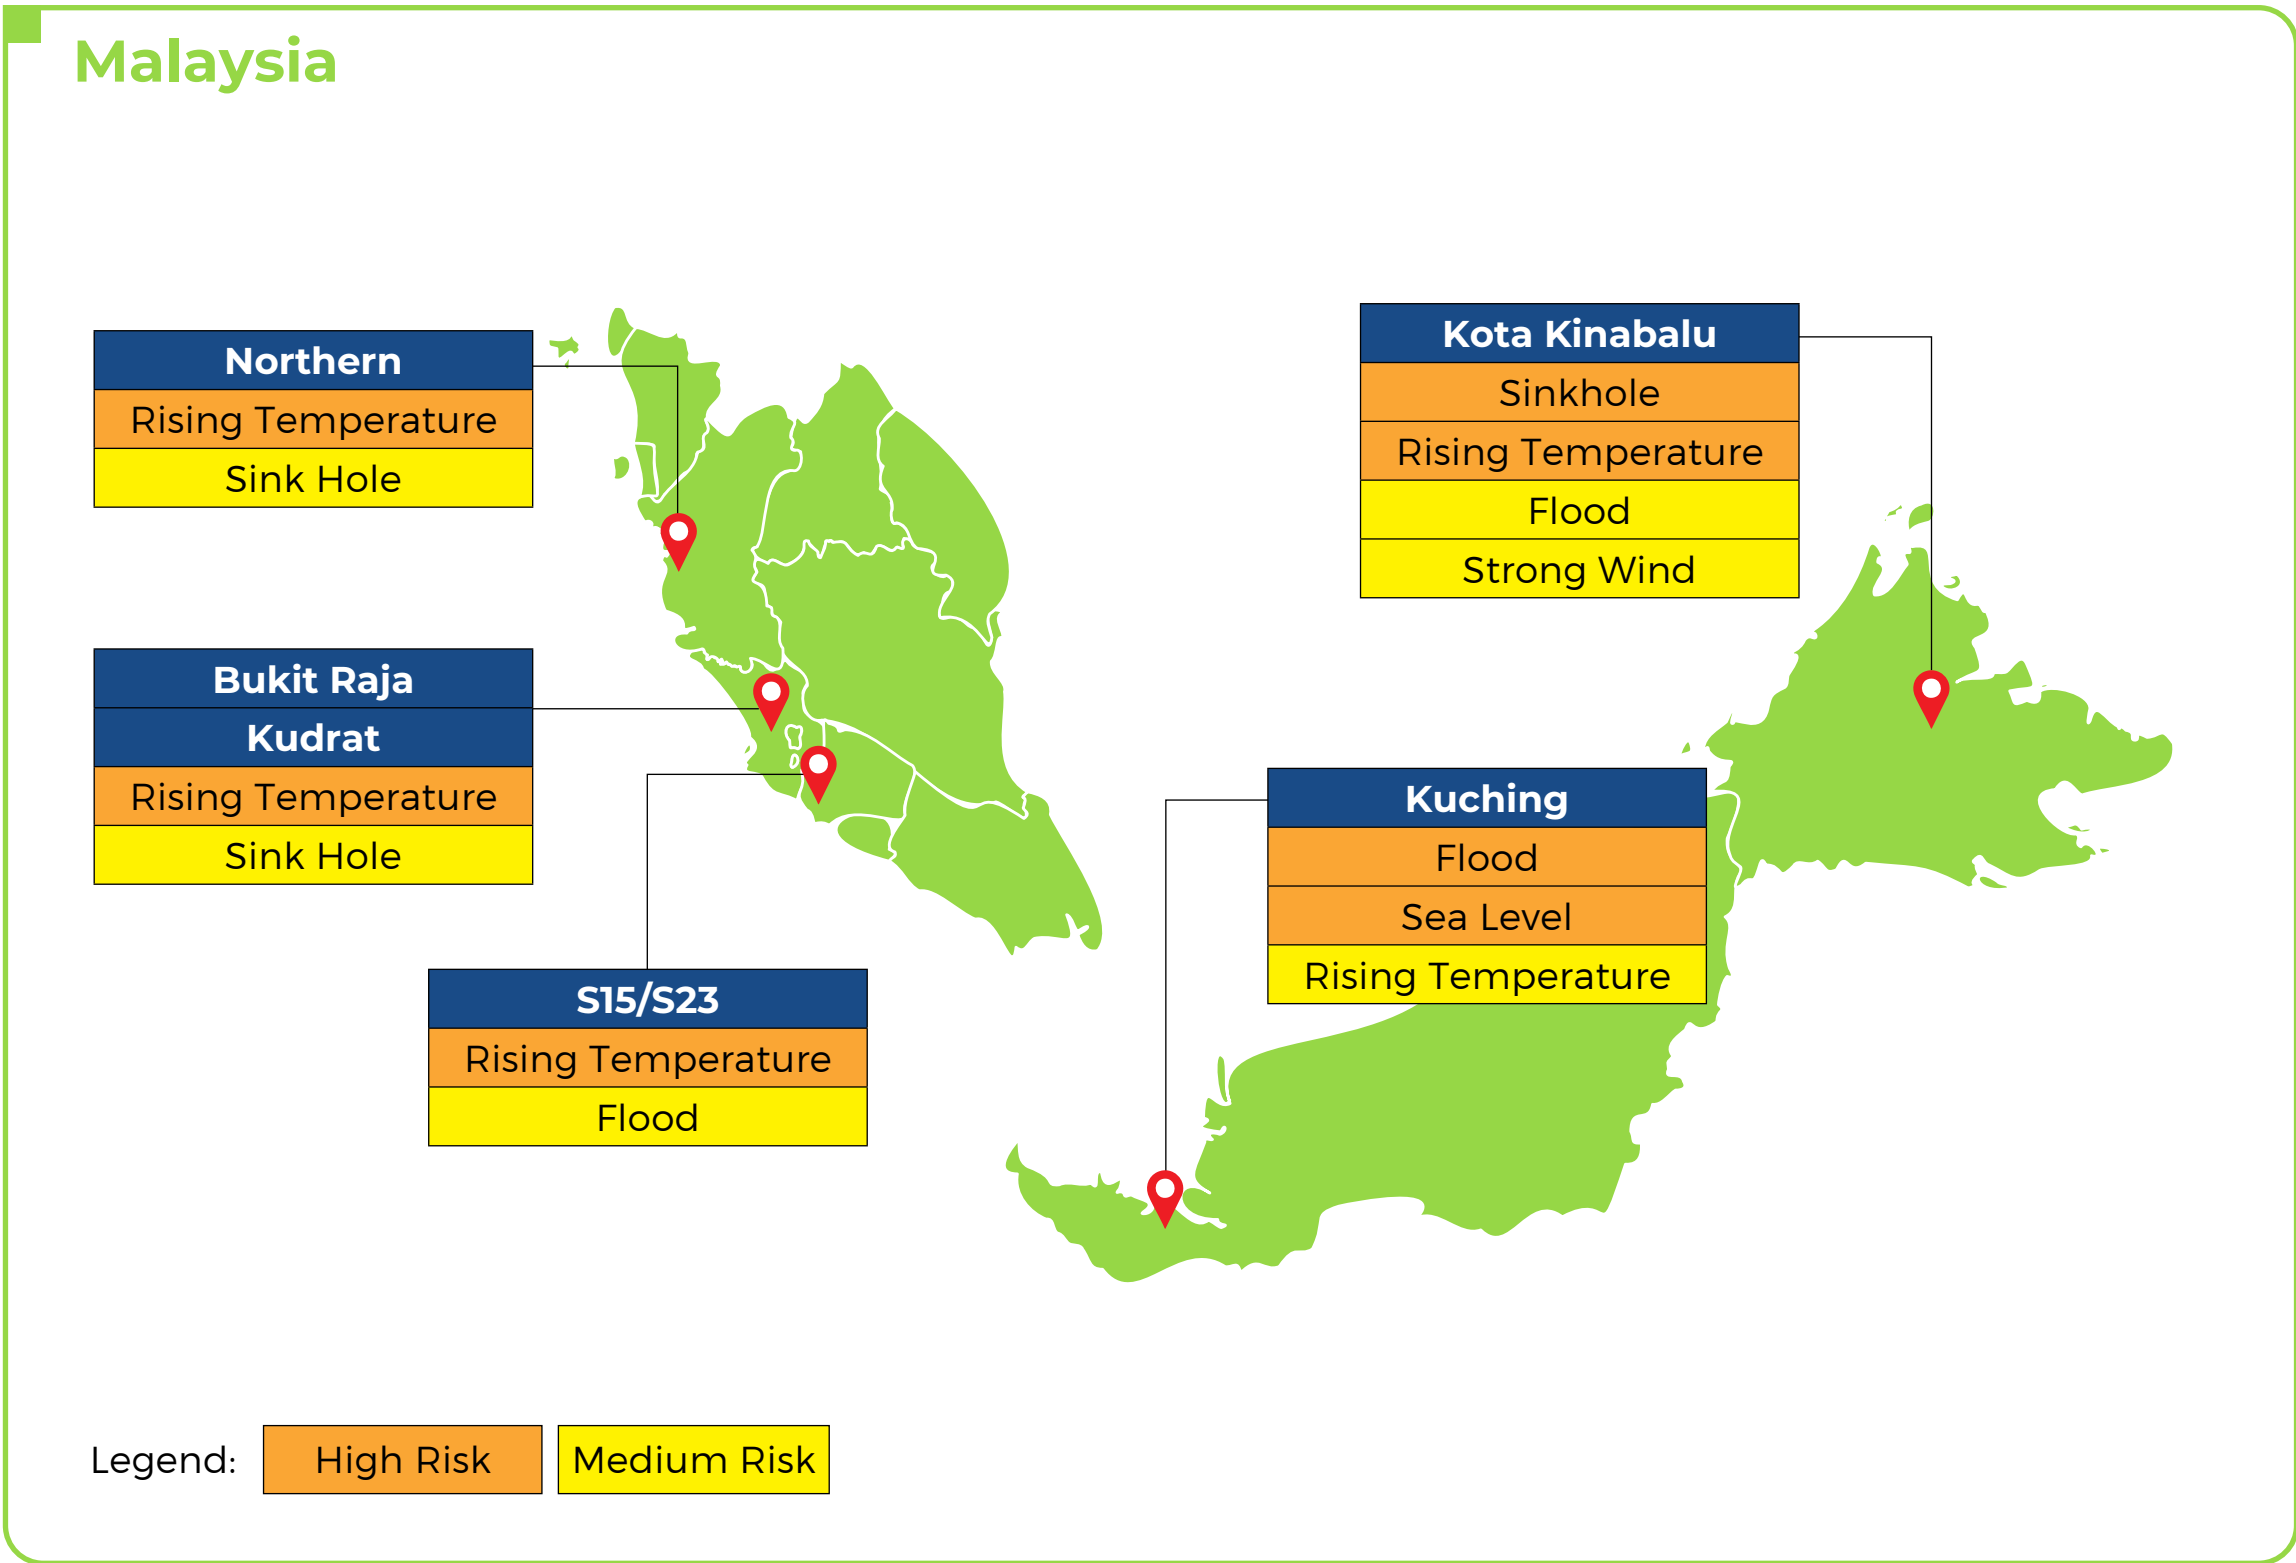 Malaysia
Northern
Rising Temperature
Sink Hole
Bukit Raja
Kudrat
Rising Temperature
Sink Hole
S15/S23
Rising Temperature
Flood
Kota Kinabalu
Sinkhole
Rising Temperature
Flood
Strong Wind
Kuching
Flood
Sea Level
Rising Temperature
Legend:
High Risk
Medium Risk